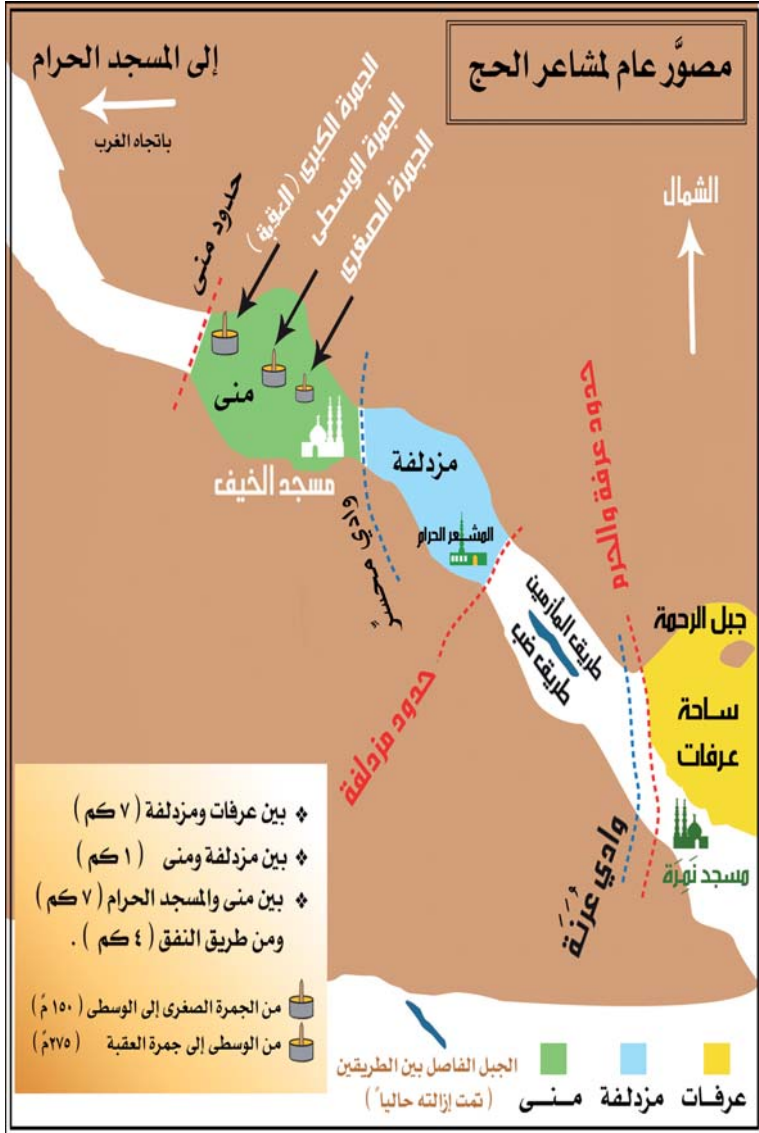 مصوَّر عام لمشاعر الحج
إلى المسجد الحرام
باتجاه الغرب
الشمال
الجمرة الكبرى (العقبة)
الجمرة الوسطى
الجمرة الصغرى
حدود منى
منى
مسجد الخيف
وادي محسرّ
مزدلفة
المشعر الحرام
حدود مزدلفة
طريق المأزمين
طريق ضب
حدود عرفة والحرم
وادي عُرَنَة
جبل الرحمة
ساحة
عرفات
مسجد نَمِرَة
❖ بين عرفات ومزدلفة (٧ كم)
❖ بين مزدلفة ومنى (١ كم)
❖ بين منى والمسجد الحرام (٧ كم)
ومن طريق النفق (٤ كم).
من الجمرة الصغرى إلى الوسطى (١٥٠ م)
من الوسطى إلى جمرة العقبة (٢٧٥م)
الجبل الفاصل بين الطريقين
(تمت إزالته حالياً)
عرفات
مزدلفة
منى